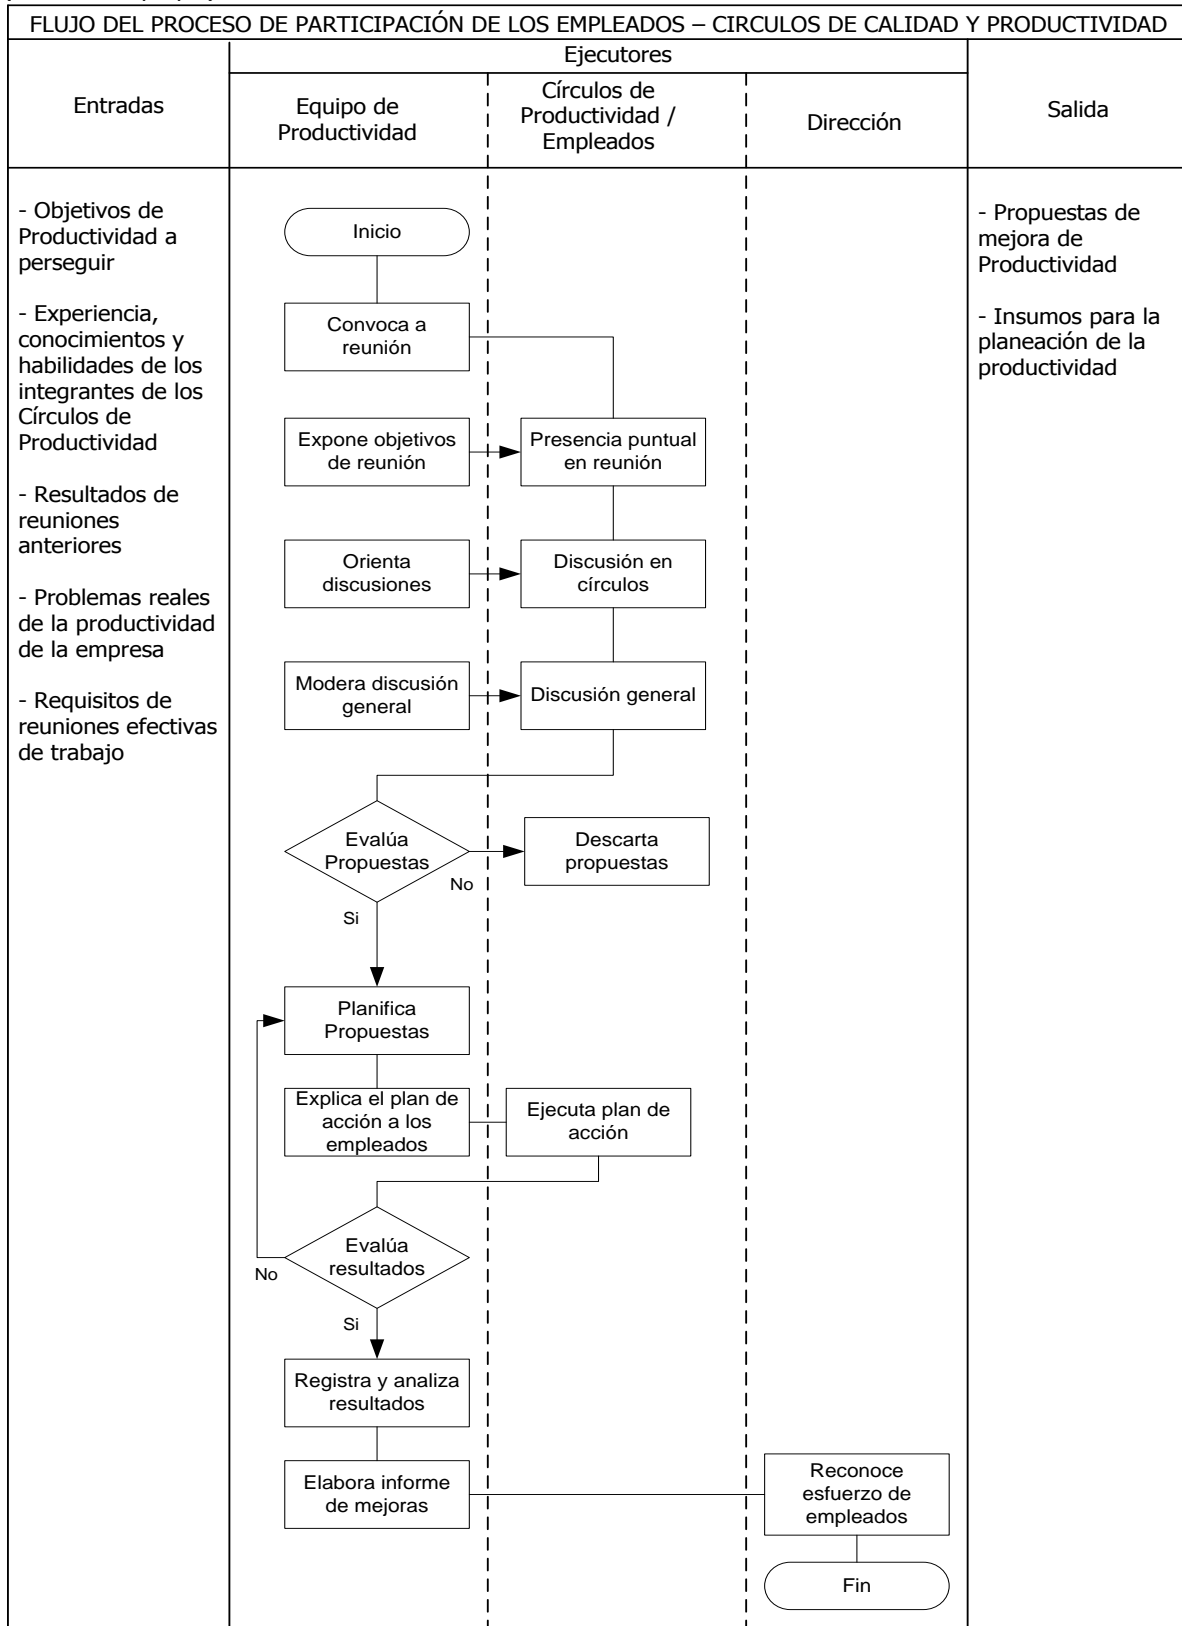 FLUJO DEL PROCESO DE PARTICIPACIÓN DE LOS EMPLEADOS – CIRCULOS DE CALIDAD Y PRODUCTIVIDAD
Entradas
Ejecutores
Equipo de
Productividad
Círculos de
Productividad /
Empleados
Dirección
Salida
- Objetivos de
Productividad a
perseguir
- Experiencia,
conocimientos y
habilidades de los
integrantes de los
Círculos de
Productividad
- Resultados de
reuniones
anteriores
- Problemas reales
de la productividad
de la empresa
- Requisitos de
reuniones efectivas
de trabajo
Inicio
Convoca a
reunión
Expone objetivos
de reunión
Presencia puntual
en reunión
Orienta
discusiones
Discusión en
círculos
Modera discusión
general
Discusión general
Evalúa
Propuestas
No
Descarta
propuestas
Si
Planifica
Propuestas
Explica el plan de
acción a los
empleados
Ejecuta plan de
acción
Evalúa
resultados
No
Si
Registra y analiza
resultados
Elabora informe
de mejoras
Reconoce
esfuerzo de
empleados
Fin
- Propuestas de
mejora de
Productividad
- Insumos para la
planeación de la
productividad